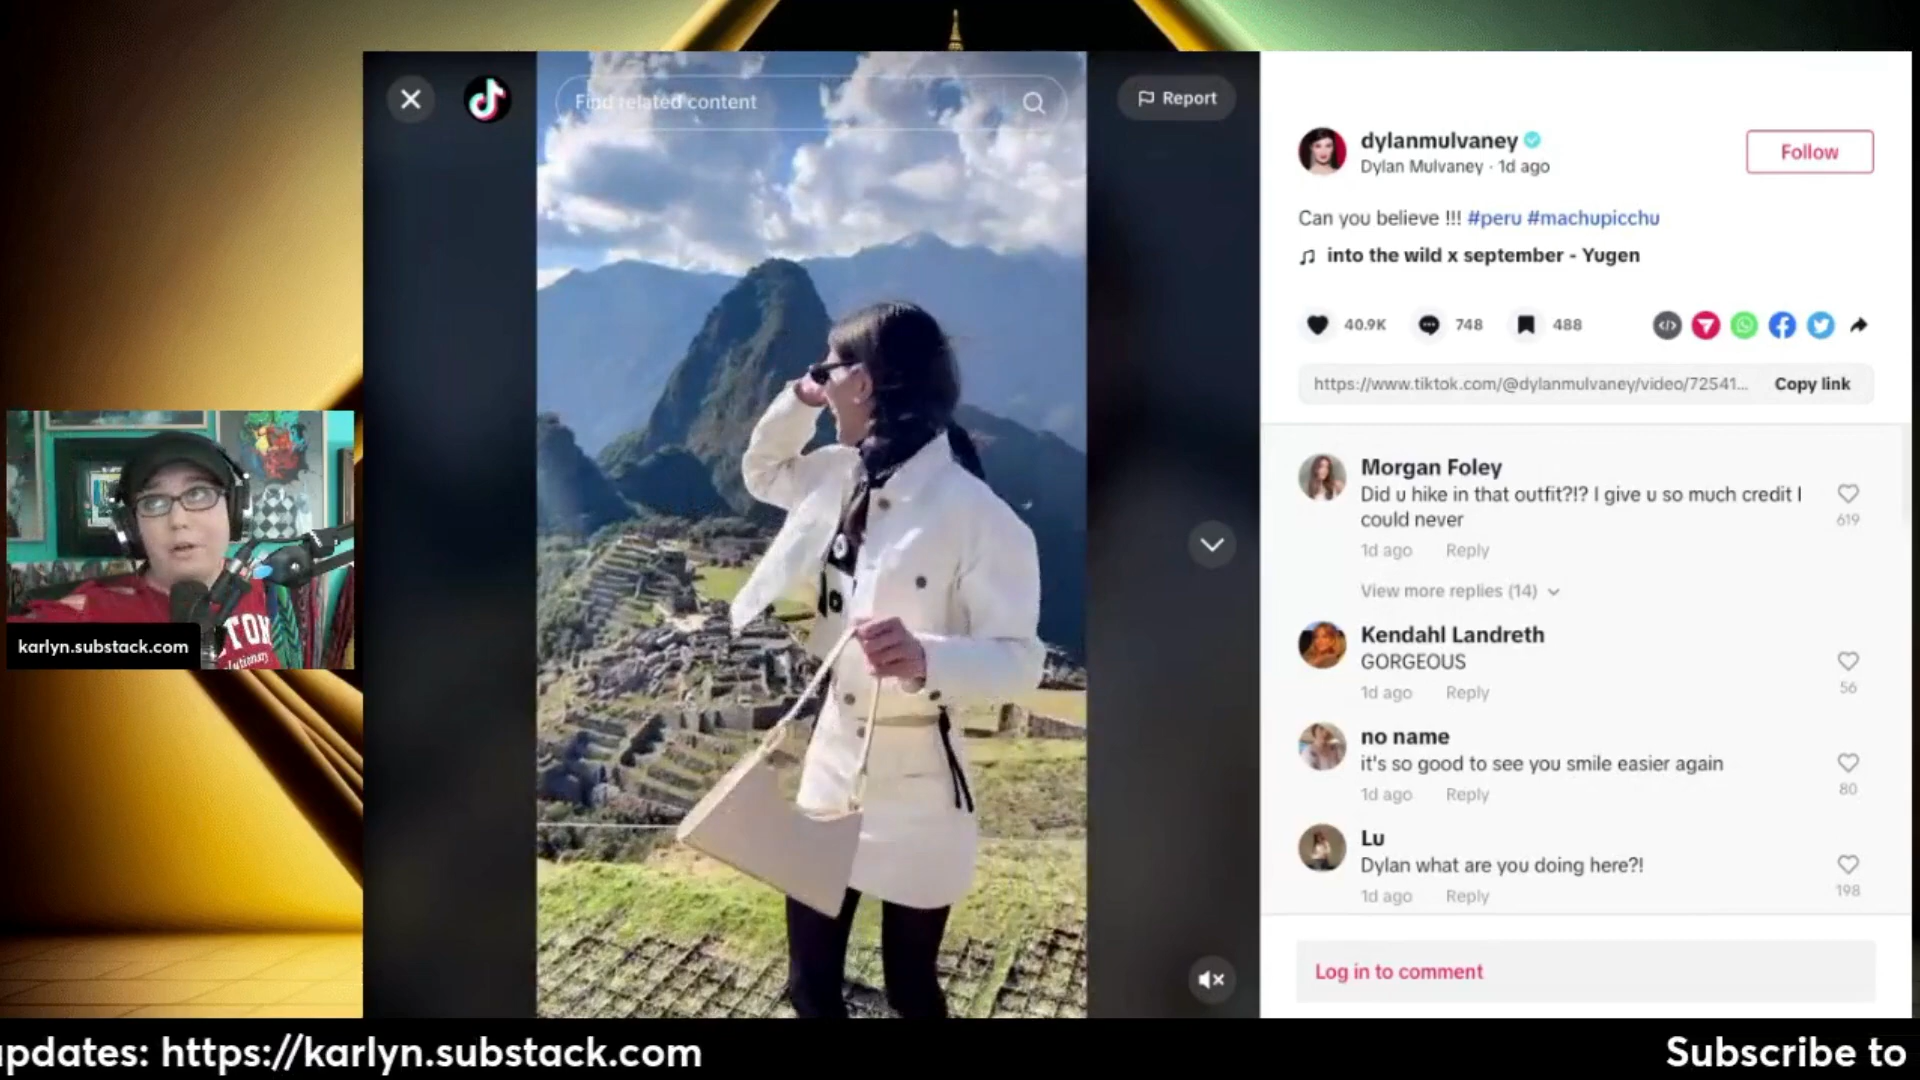 Find related content
Report
dylanmulvaney
Dylan Mulvaney · 1d ago
Follow
Can you believe !!! #peru #machupicchu
into the wild x september - Yugen
40.9K
748
488
https://www.tiktok.com/@dylanmulvaney/video/72541...
Copy link
Morgan Foley
Did u hike in that outfit?!? I give u so much credit I
could never
619
1d ago Reply
View more replies (14)
Kendahl Landreth
GORGEOUS
56
1d ago Reply
no name
it's so good to see you smile easier again
80
1d ago Reply
Lu
Dylan what are you doing here?!
198
1d ago Reply
Log in to comment
karlyn.substack.com
TON
lutionary
pdates: https://karlyn.substack.com
Subscribe to